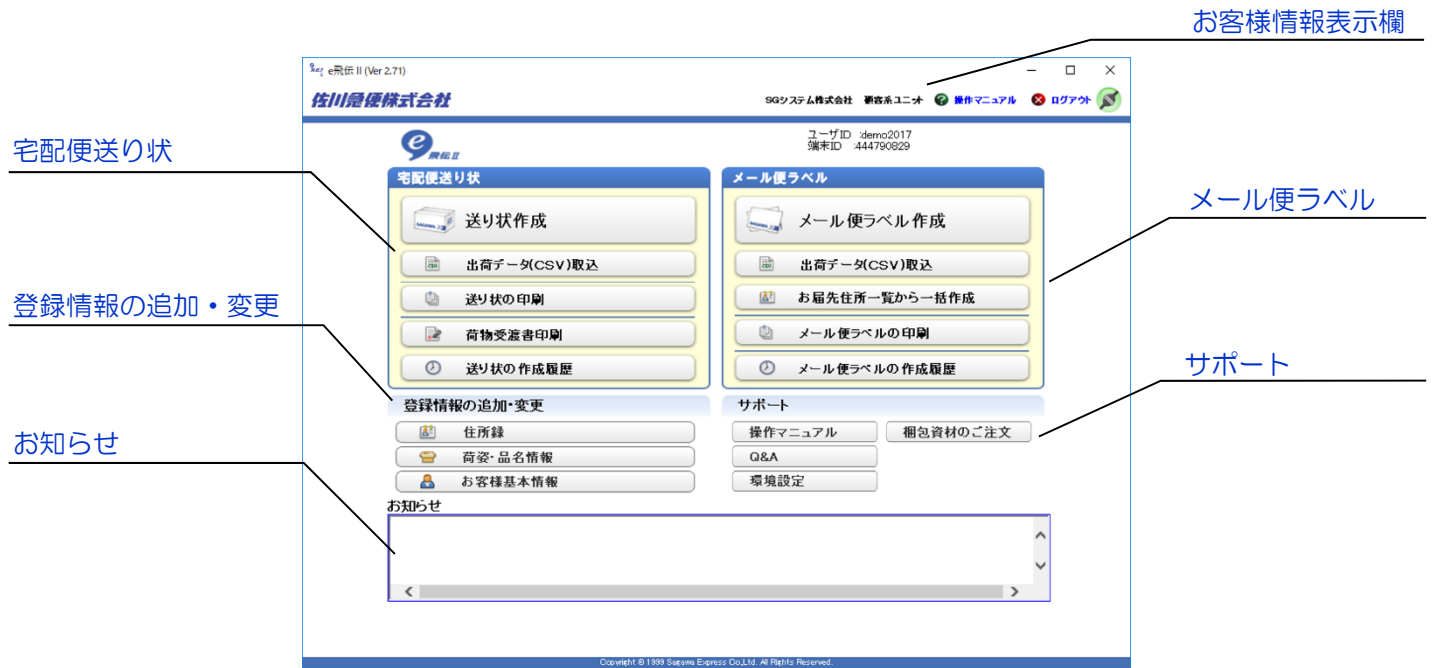 お客様情報表示欄
e飛伝Ⅱ(Ver 2.71)
佐川急便株式会社
SGシステム株式会社 顧客系ユニット 操作マニュアル ログアウト
ユーザID :demo2017
端末ID :444790829
e飛伝Ⅱ
宅配便送り状
宅配便送り状
メール便ラベル
メール便ラベル
送り状作成
メール便ラベル作成
出荷データ(CSV)取込
出荷データ(CSV)取込
登録情報の追加・変更
送り状の印刷
お届先住所一覧から一括作成
荷物受渡書印刷
メール便ラベルの印刷
送り状の作成履歴
メール便ラベルの作成履歴
サポート
登録情報の追加・変更
サポート
お知らせ
住所録
操作マニュアル
梱包資材のご注文
荷姿・品名情報
Q&A
お客様基本情報
環境設定
お知らせ
Copyright © 1999 Sagawa Express Co.,Ltd. All Rights Reserved.